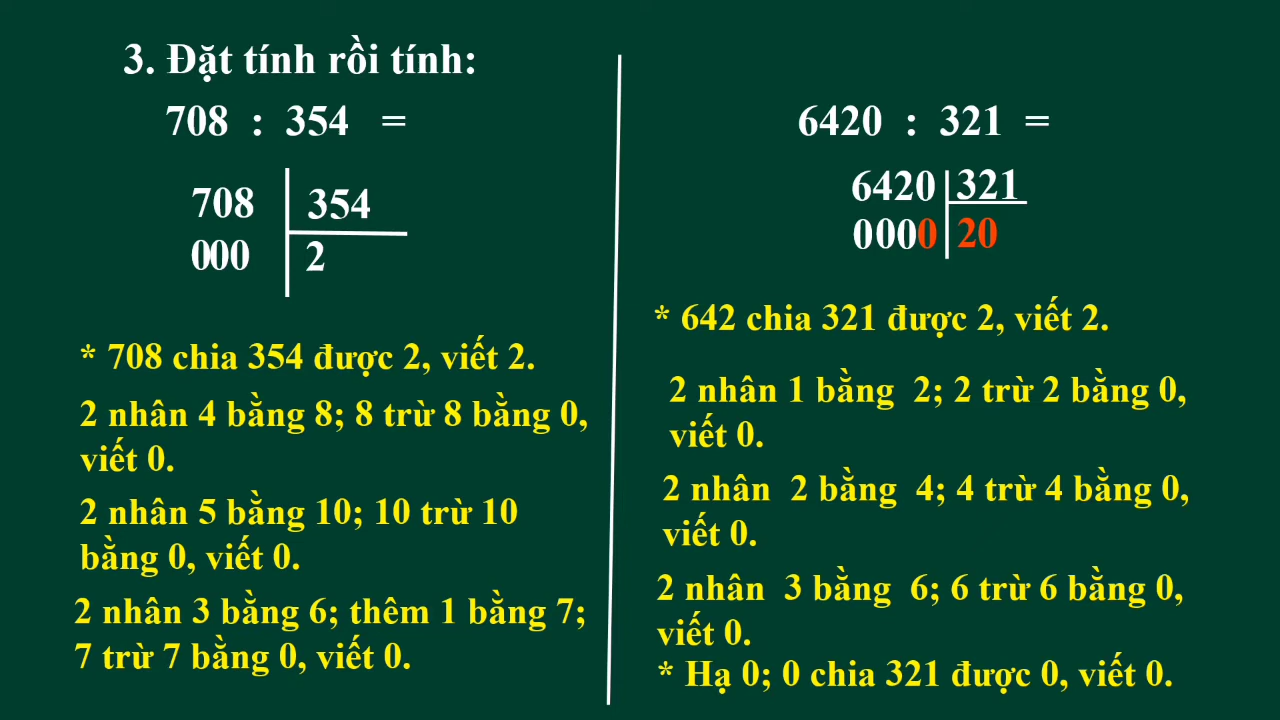 3. Đặt tính rồi tính:
708 : 354 =
708 354
000 2
* 708 chia 354 được 2, viết 2.
2 nhân 4 bằng 8; 8 trừ 8 bằng 0,
viết 0.
2 nhân 5 bằng 10; 10 trừ 10
bằng 0, viết 0.
2 nhân 3 bằng 6; thêm 1 bằng 7;
7 trừ 7 bằng 0, viết 0.
6420 : 321 =
6420 321
0000 20
* 642 chia 321 được 2, viết 2.
2 nhân 1 bằng 2; 2 trừ 2 bằng 0,
viết 0.
2 nhân 2 bằng 4; 4 trừ 4 bằng 0,
viết 0.
2 nhân 3 bằng 6; 6 trừ 6 bằng 0,
viết 0.
* Hạ 0; 0 chia 321 được 0, viết 0.